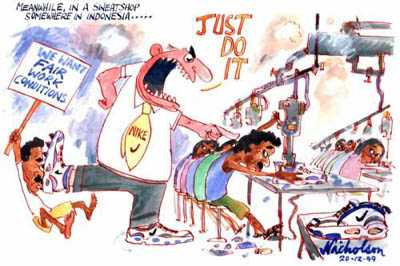 MEANWHILE, IN A SWEATSHOP
SOMEWHERE IN INDONESIA.....
JUST
DO
IT
WE WANT
FAIR
WORK
CONDITIONS
NIKE
Nicholson
20-12-99